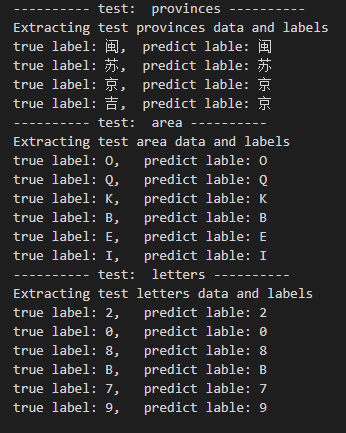 ---------- test:  provinces ----------
Extracting test provinces data and labels
true label: 闽,  predict lable: 闽
true label: 苏,  predict lable: 苏
true label: 京,  predict lable: 京
true label: 吉,  predict lable: 京
---------- test:  area ----------
Extracting test area data and labels
true label: O,   predict lable: O
true label: Q,   predict lable: Q
true label: K,   predict lable: K
true label: B,   predict lable: B
true label: E,   predict lable: E
true label: I,   predict lable: I
---------- test:  letters ----------
Extracting test letters data and labels
true label: 2,   predict lable: 2
true label: 0,   predict lable: 0
true label: 8,   predict lable: 8
true label: B,   predict lable: B
true label: 7,   predict lable: 7
true label: 9,   predict lable: 9